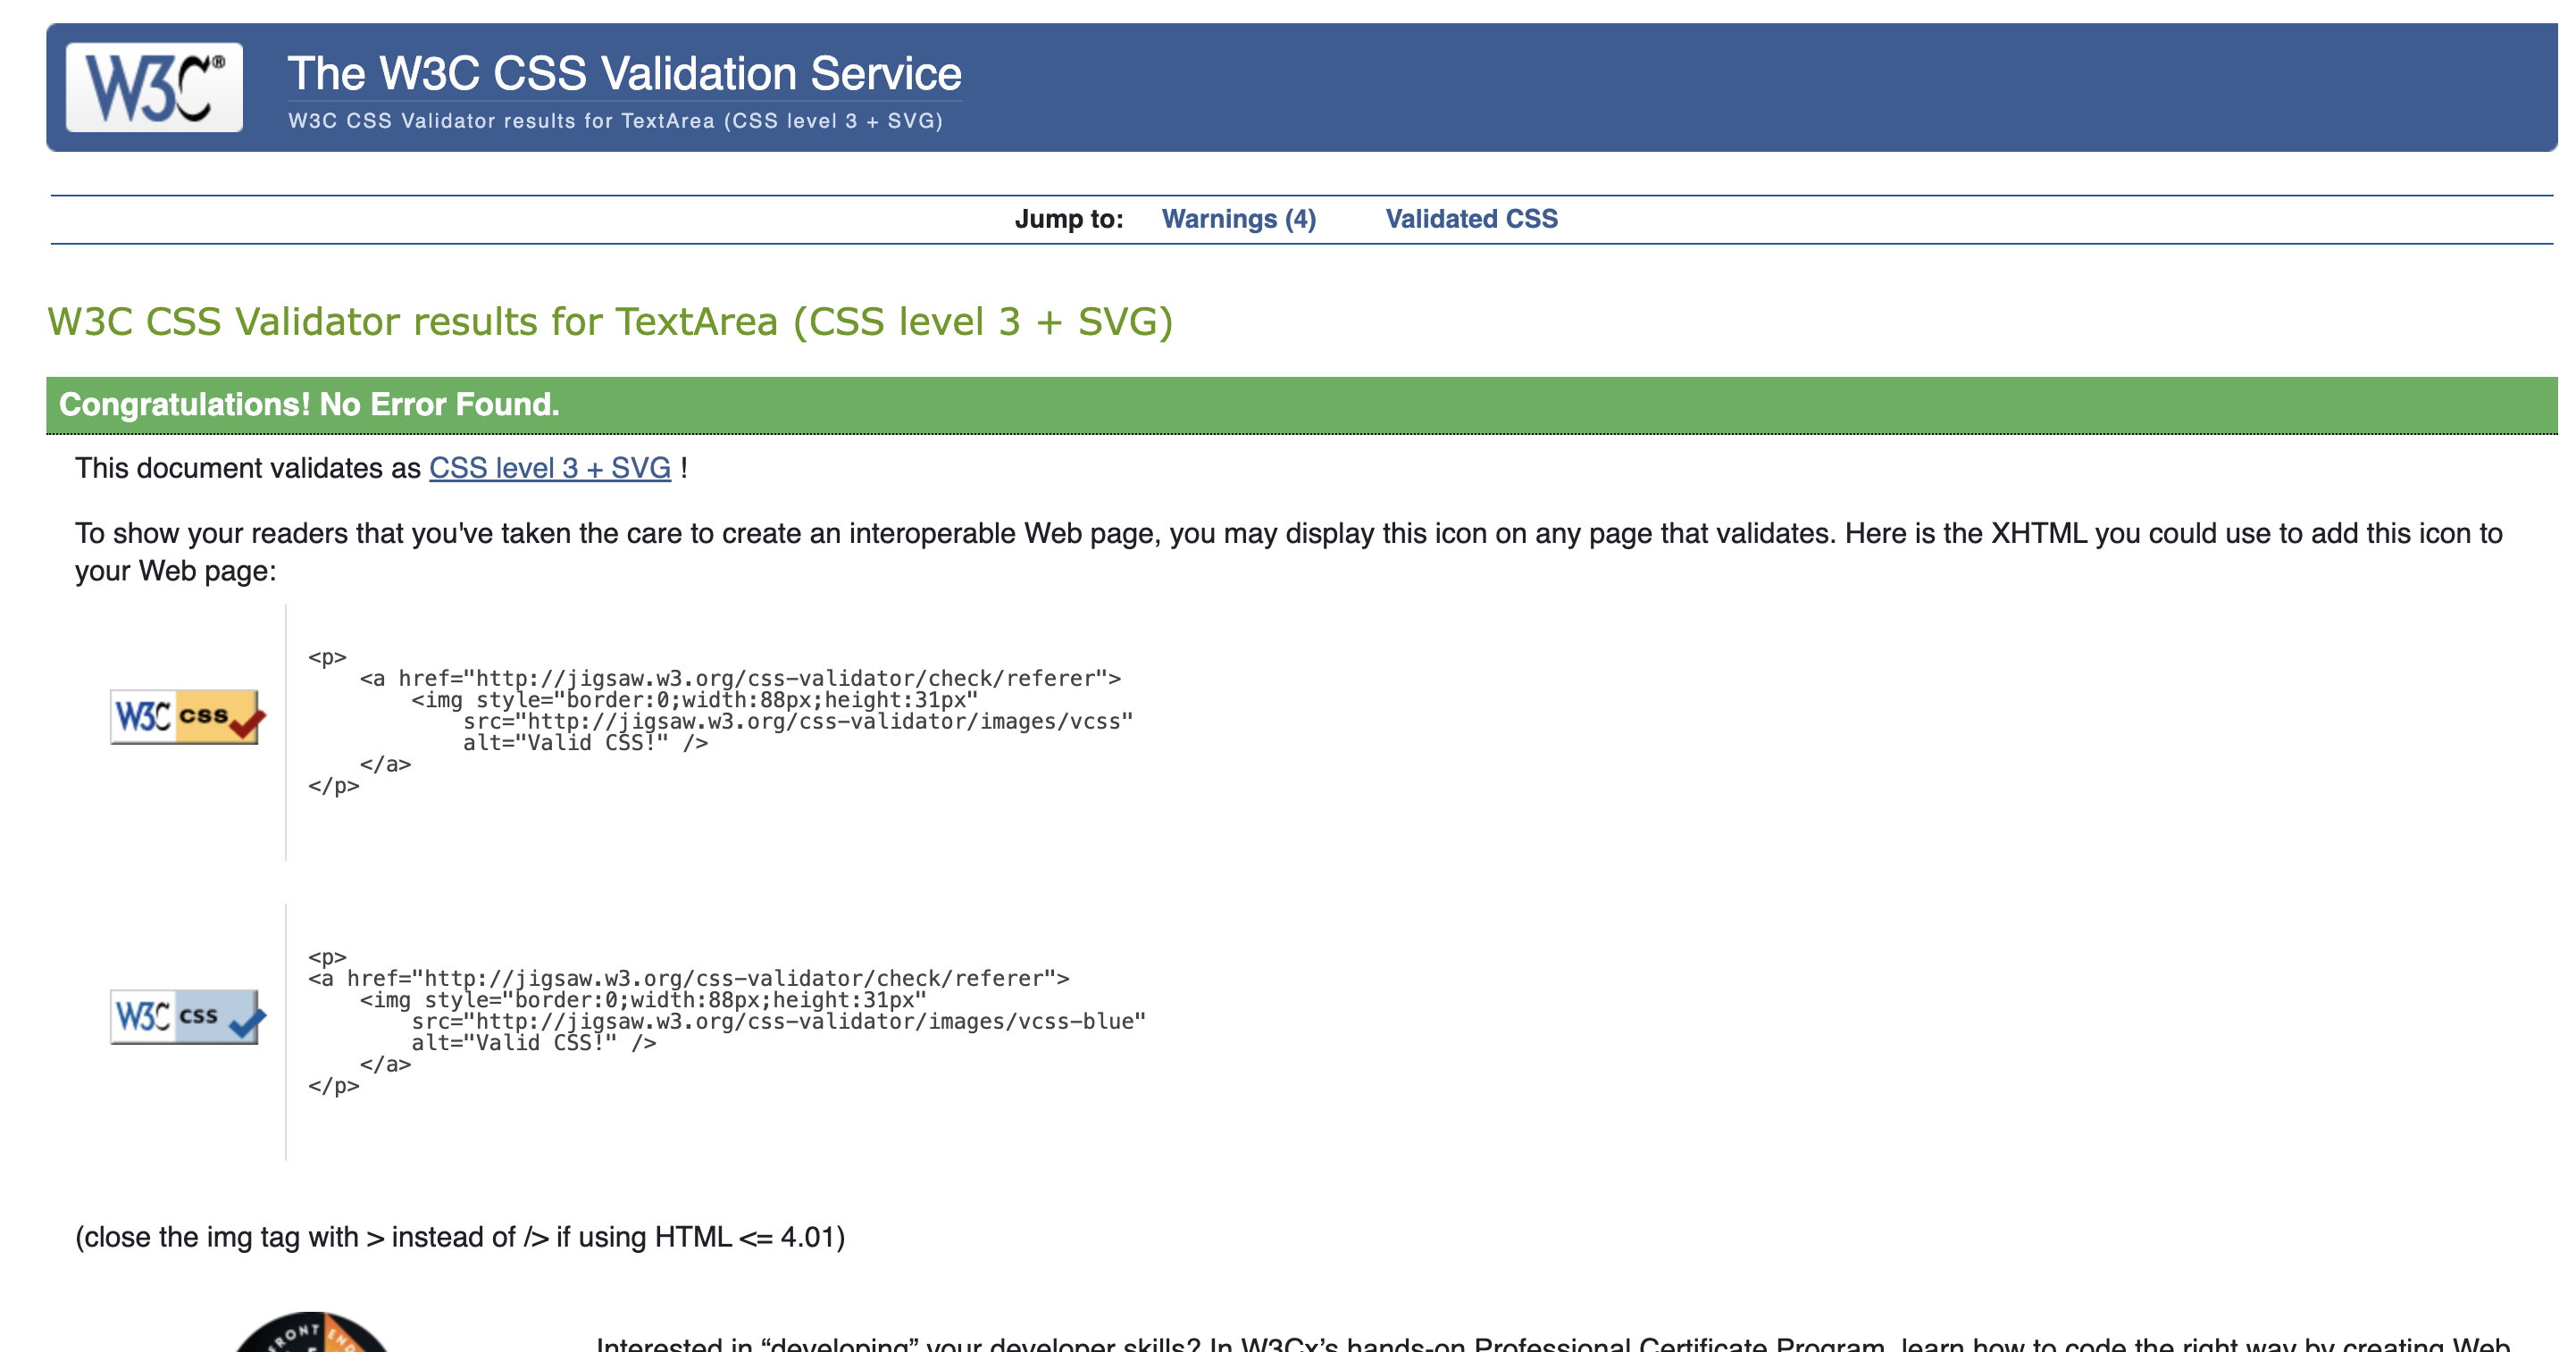 W3C®
The W3C CSS Validation Service
W3C CSS Validator results for TextArea (CSS level 3 + SVG)
Jump to: Warnings (4) Validated CSS
W3C CSS Validator results for TextArea (CSS level 3 + SVG)
Congratulations! No Error Found.
This document validates as CSS level 3 + SVG !
To show your readers that you've taken the care to create an interoperable Web page, you may display this icon on any page that validates. Here is the XHTML you could use to add this icon to
your Web page:
W3C css
<p>
    <a href="http://jigsaw.w3.org/css-validator/check/referer">
        <img style="border:0;width:88px;height:31px"
            src="http://jigsaw.w3.org/css-validator/images/vcss"
            alt="Valid CSS!" />
    </a>
</p>
W3C css
<p>
<a href="http://jigsaw.w3.org/css-validator/check/referer">
    <img style="border:0;width:88px;height:31px"
        src="http://jigsaw.w3.org/css-validator/images/vcss-blue"
        alt="Valid CSS!" />
    </a>
</p>
(close the img tag with > instead of /> if using HTML <= 4.01)
FRONT END
Interested in “developing” your developer skills? In W3Cx’s hands-on Professional Certificate Program, learn how to code the right way by creating Web